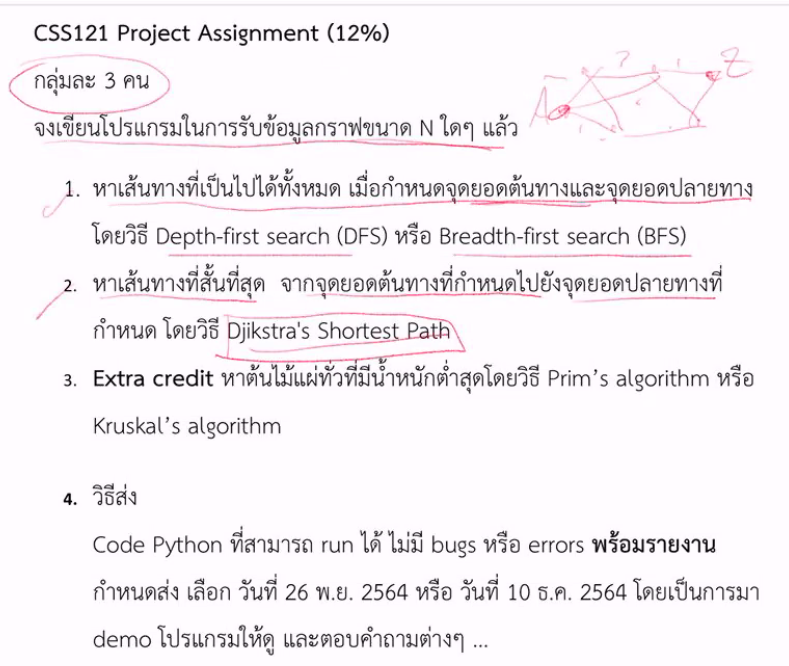 CSS121 Project Assignment (12%)
กลุ่มละ 3 คน
จงเขียนโปรแกรมในการรับข้อมูลกราฟขนาด N ใดๆ แล้ว
A
?
Z
1. หาเส้นทางที่เป็นไปได้ทั้งหมด เมื่อกำหนดจุดยอดต้นทางและจุดยอดปลายทาง
โดยวิธี Depth-first search (DFS) หรือ Breadth-first search (BFS)
2. หาเส้นทางที่สั้นที่สุด จากจุดยอดต้นทางที่กำหนดไปยังจุดยอดปลายทางที่
กำหนด โดยวิธี Djikstra's Shortest Path
3. Extra credit หาต้นไม้แผ่ทั่วที่มีน้ำหนักต่ำสุดโดยวิธี Prim's algorithm หรือ
Kruskal's algorithm
4. วิธีส่ง
Code Python ที่สามารถ run ได้ ไม่มี bugs หรือ errors พร้อมรายงาน
กำหนดส่ง เลือก วันที่ 26 พ.ย. 2564 หรือ วันที่ 10 ธ.ค. 2564 โดยเป็นการมา
demo โปรแกรมให้ดู และตอบคำถามต่างๆ ...